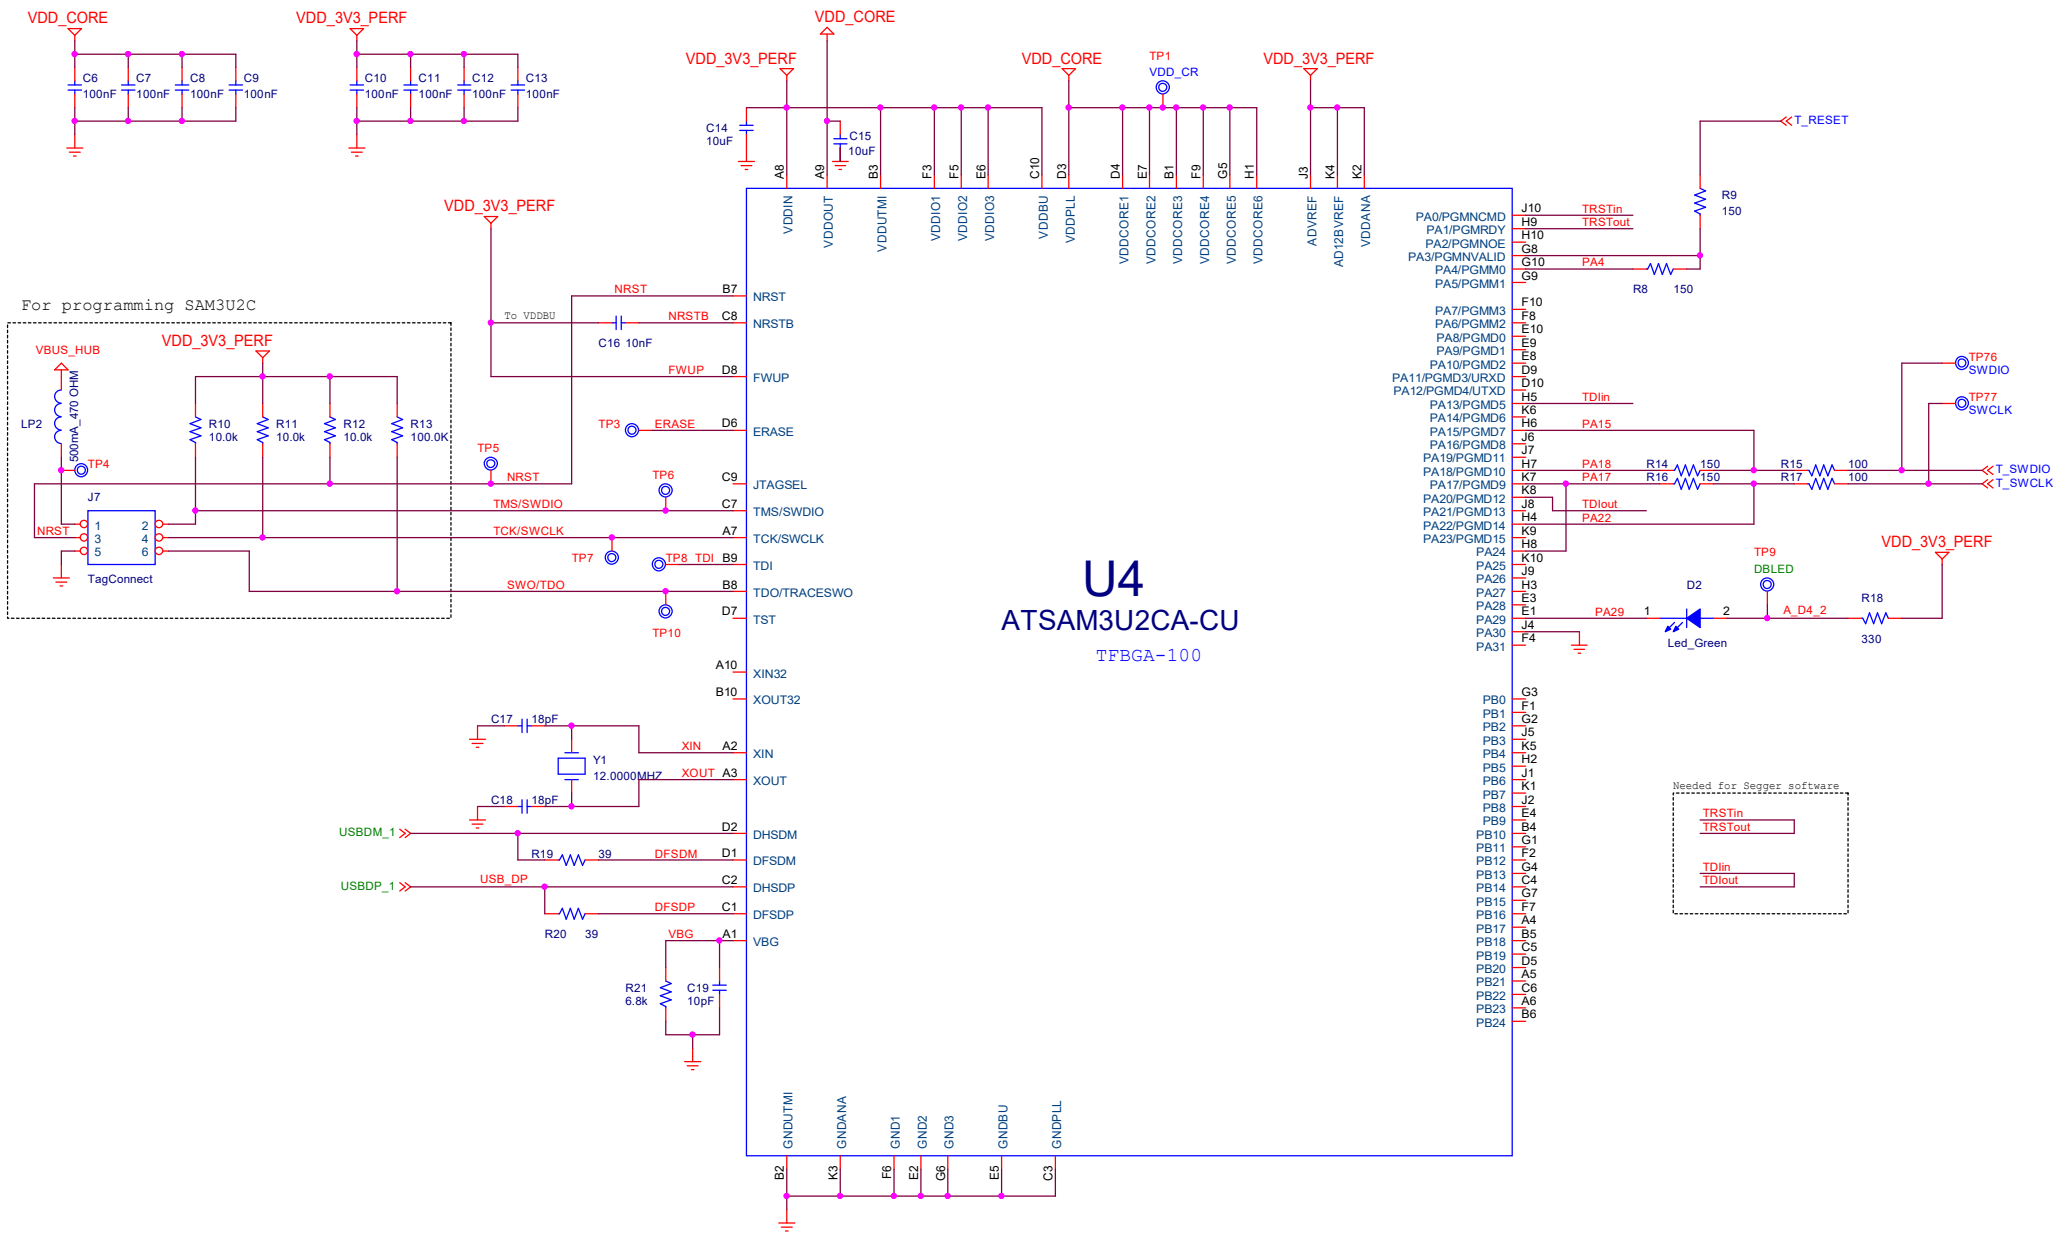 VDD_CORE
C6
100nF
C7
100nF
C8
100nF
C9
100nF
VDD_3V3_PERF
C10
100nF
C11
100nF
C12
100nF
C13
100nF
VDD_CORE
VDD_3V3_PERF
C14
10uF
C15
10uF
VDD_CORE
TP1
VDD_CR
VDD_3V3_PERF
A8
A9
B3
F3
F5
E6
C10
D3
D4
E7
B1
F9
G5
H1
J3
K4
K2
VDDIN
VDDOUT
VDDUTMI
VDDIO1
VDDIO2
VDDIO3
VDDBU
VDDPLL
VDDCORE1
VDDCORE2
VDDCORE3
VDDCORE4
VDDCORE5
VDDCORE6
ADVREF
AD12BVREF
VDDANA
T_RESET
R9
150
R8 150
VDD_3V3_PERF
For programming SAM3U2C
VBUS_HUB
500mA_470 OHM
LP2
TP4
VDD_3V3_PERF
R10
10.0k
R11
10.0k
R12
10.0k
R13
100.0K
J7
NRST
1 2
3 4
5 6
TagConnect
NRST B7 NRST
To VDDBU
C16 10nF
NRSTB C8 NRSTB
FWUP D8 FWUP
TP3 ERASE D6 ERASE
TP5
NRST
TP6
C9 JTAGSEL
TMS/SWDIO C7 TMS/SWDIO
TCK/SWCLK A7 TCK/SWCLK
TP7
TP8 TDI B9 TDI
SWO/TDO B8 TDO/TRACESWO
TP10
D7 TST
A10 XIN32
B10 XOUT32
C17 18pF
Y1
12.0000MHZ
C18 18pF
XIN A2 XIN
XOUT A3 XOUT
USBDM_1 D2 DHSDM
R19 39 DFSDM D1 DFSDM
USBDP_1 USB_DP C2 DHSDP
R20 39 DFSDP C1 DFSDP
VBG A1 VBG
R21
6.8k
C19
10pF
U4
ATSAM3U2CA-CU
TFBGA-100
PA0/PGMNCMD J10 TRSTin
PA1/PGMRDY H9 TRSTout
PA2/PGMNOE H10
PA3/PGMNVALID G8
PA4/PGMM0 G10 PA4
PA5/PGMM1 G9
PA7/PGMM3 F10
PA6/PGMM2 F8
PA8/PGMD0 E10
PA9/PGMD1 E9
PA10/PGMD2 E8
PA11/PGMD3/URXD D9
PA12/PGMD4/UTXD D10
PA13/PGMD5 H5 TDIin
PA14/PGMD6 K6
PA15/PGMD7 H6 PA15
PA16/PGMD8 J6
PA19/PGMD11 J7
PA18/PGMD10 H7 PA18
PA17/PGMD9 K7 PA17
PA20/PGMD12 K8
PA21/PGMD13 J8 TDIout
PA22/PGMD14 H4 PA22
PA23/PGMD15 K9
PA24 H8
PA25 K10
PA26 J9
PA27 H3
PA28 E3
PA29 E1 PA29
PA30 J4
PA31 F4
R14 150 R15 100
R16 150 R17 100
TP76
SWDIO
TP77
SWCLK
T_SWDIO
T_SWCLK
VDD_3V3_PERF
TP9
DBLED
D2
1 2
Led_Green
A_D4_2
R18
330
PB0 G3
PB1 F1
PB2 G2
PB3 J5
PB4 K5
PB5 H2
PB6 J1
PB7 K1
PB8 J2
PB9 E4
PB10 B4
PB11 G1
PB12 F2
PB13 G4
PB14 C4
PB15 G7
PB16 F7
PB17 A4
PB18 B5
PB19 C5
PB20 D5
PB21 A5
PB22 C6
PB23 A6
PB24 B6
Needed for Segger software
TRSTin
TRSTout
TDIin
TDIout
GNDUTMI
GNDANA
GND1
GND2
GND3
GNDBU
GNDPLL
B2
K3
F6
E2
G6
E5
C3